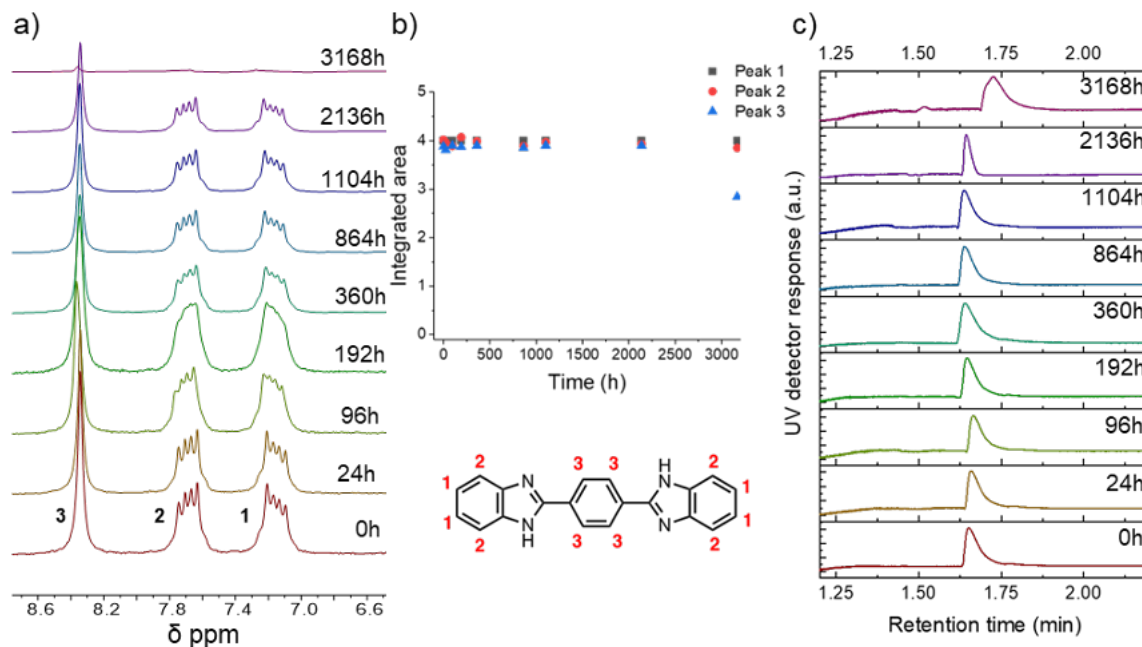 a)
3168h
2136h
1104h
864h
360h
192h
96h
24h
0h
3
2
1
8.6
8.2
7.8
7.4
7.0
6.6
δ ppm
b)
Peak 1
Peak 2
Peak 3
5
4
3
2
1
0
Integrated area
0
500
1000
1500
2000
2500
3000
Time (h)
2
N
3
3
H
N
2
1
1
1
1
2
N
H
3
3
N
2
c)
1.25
1.50
1.75
2.00
3168h
2136h
1104h
864h
360h
192h
96h
24h
0h
UV detector response (a.u.)
1.25
1.50
1.75
2.00
Retention time (min)